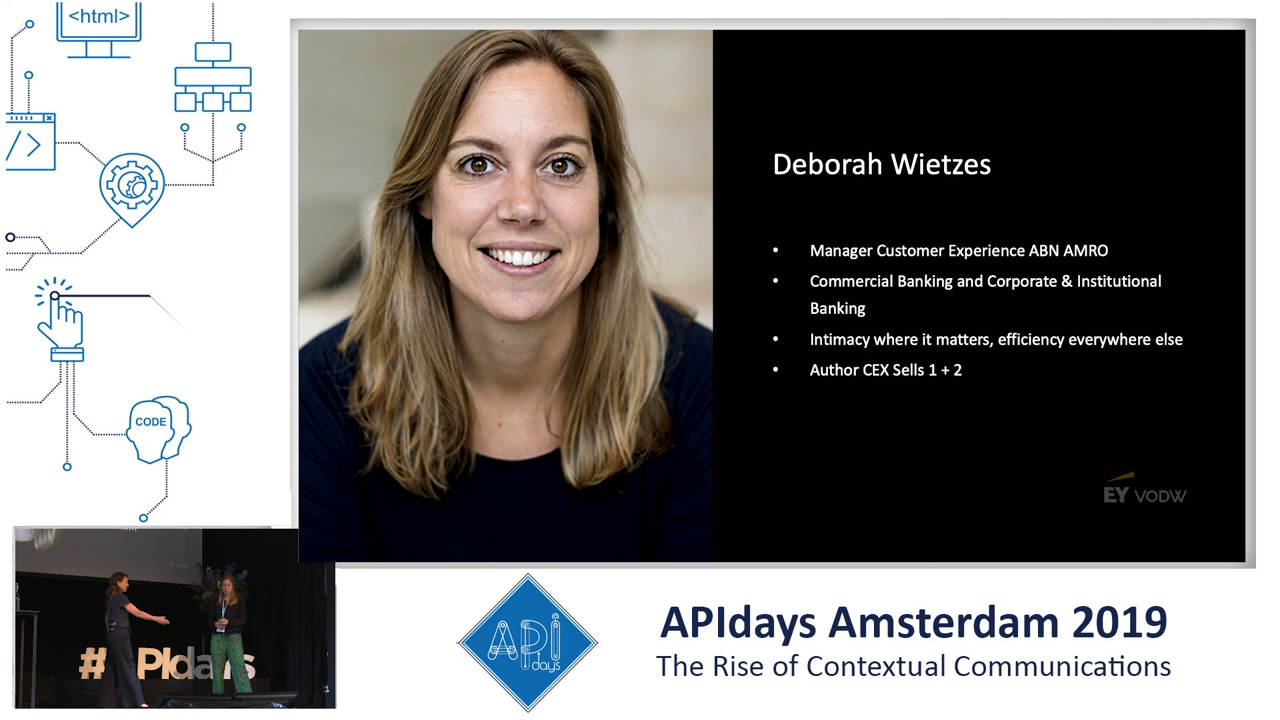 <html>
</>
CODE
Deborah Wietzes
• Manager Customer Experience ABN AMRO
• Commercial Banking and Corporate & Institutional
Banking
• Intimacy where it matters, efficiency everywhere else
• Author CEX Sells 1 + 2
EY VODW
#APIdays
API
days
APIdays Amsterdam 2019
The Rise of Contextual Communications